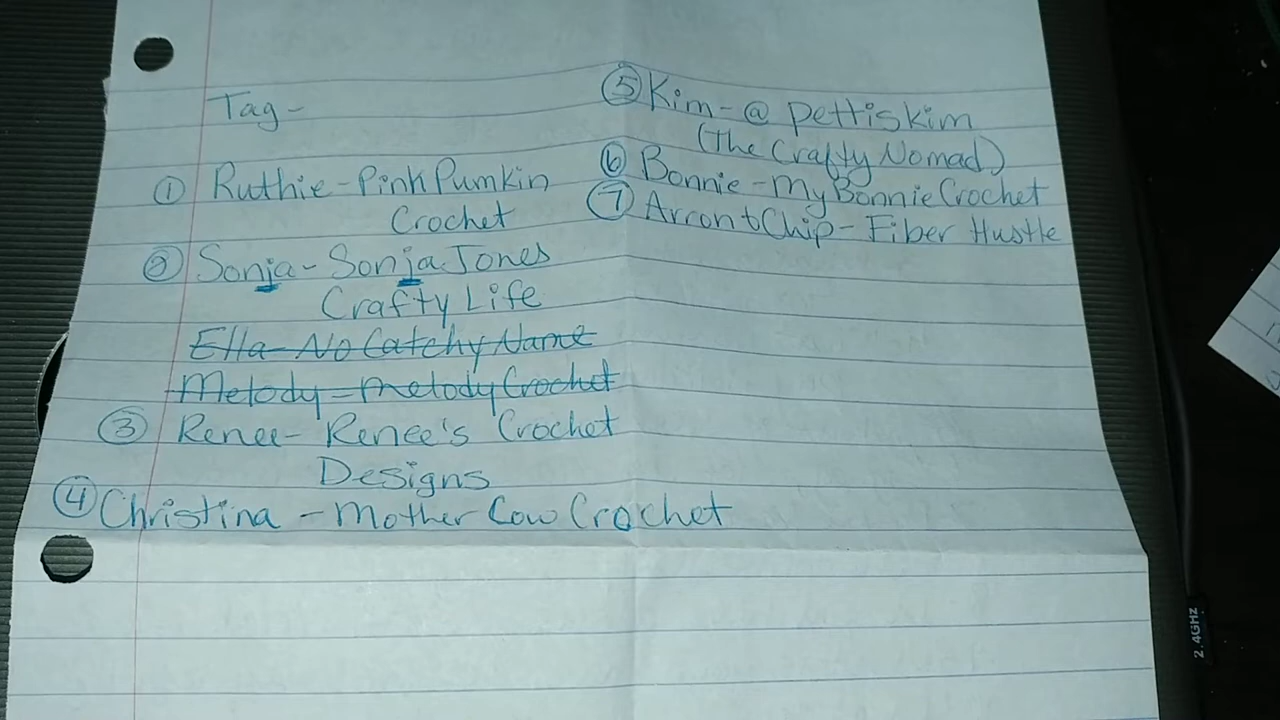 Tag-
① Ruthie-Pink Pumkin
Crochet
② Sonja-Sonja Jones
Crafty Life
Ella-No Catchy Name
Melody-Melody Crochet
③ Renee-Renee's Crochet
Designs
④ Christina-Mother Cow Crochet
⑤ Kim-@pettiskim
(The Crafty Nomad)
⑥ Bonnie-My Bonnie Crochet
⑦ Arron & Chip-Fiber Hustle
2.4GHz